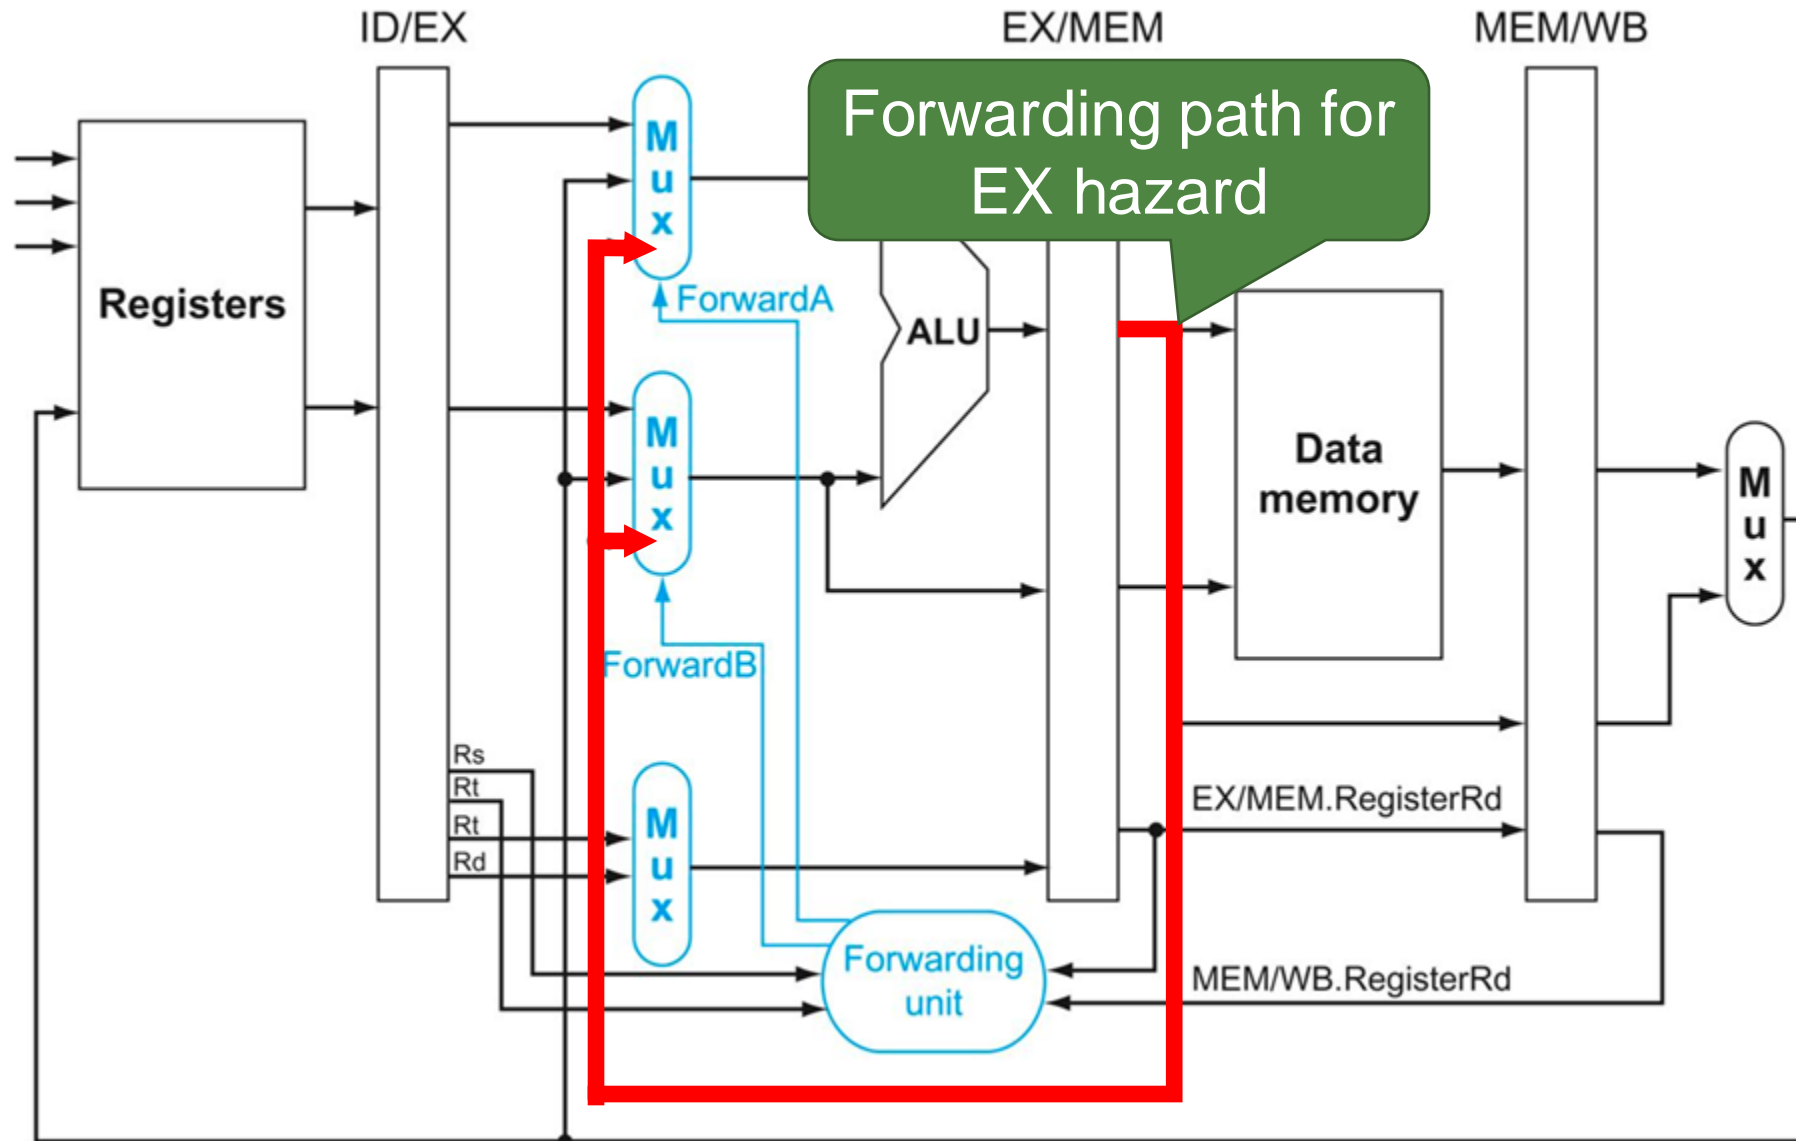 ID/EX
EX/MEM
MEM/WB
Forwarding path for
EX hazard
M
u
x
Registers
ForwardA
ALU
M
u
x
Data
memory
M
u
x
ForwardB
Rs
Rt
Rt
Rd
M
u
x
EX/MEM.RegisterRd
Forwarding
unit
MEM/WB.RegisterRd